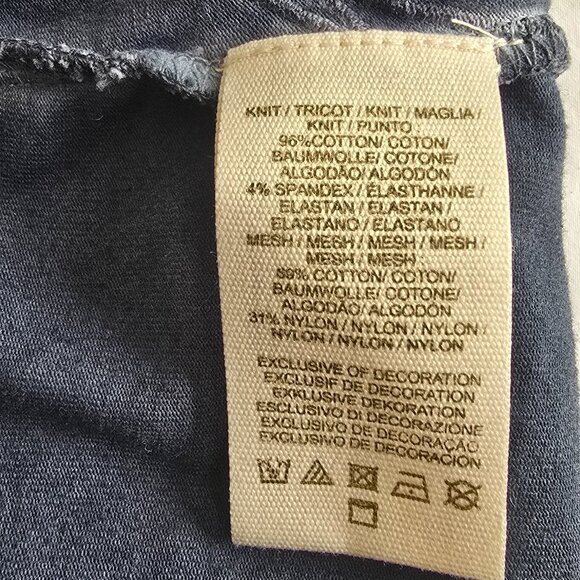 KNIT / TRICOT / KNIT / MAGLIA /
KNIT / PUNTO
96%COTTON/ COTON/
BAUMWOLLE/ COTONE/
ALGODÃO/ ALGODÓN
4% SPANDEX / ÉLASTHANNE /
ELASTAN / ELASTAN /
ELASTANO / ELASTANO
MESH / MESH / MESH / MESH /
MESH / MESH
69% COTTON/ COTON/
BAUMWOLLE/ COTONE/
ALGODÃO/ ALGODÓN
31% NYLON / NYLON / NYLON /
NYLON / NYLON / NYLON
EXCLUSIVE OF DECORATION
EXCLUSIF DE DECORATION
EXKLUSIVE DEKORATION
ESCLUSIVO DI DECORAZIONE
EXCLUSIVO DE DECORAÇÃO
EXCLUSIVO DE DECORACIÓN